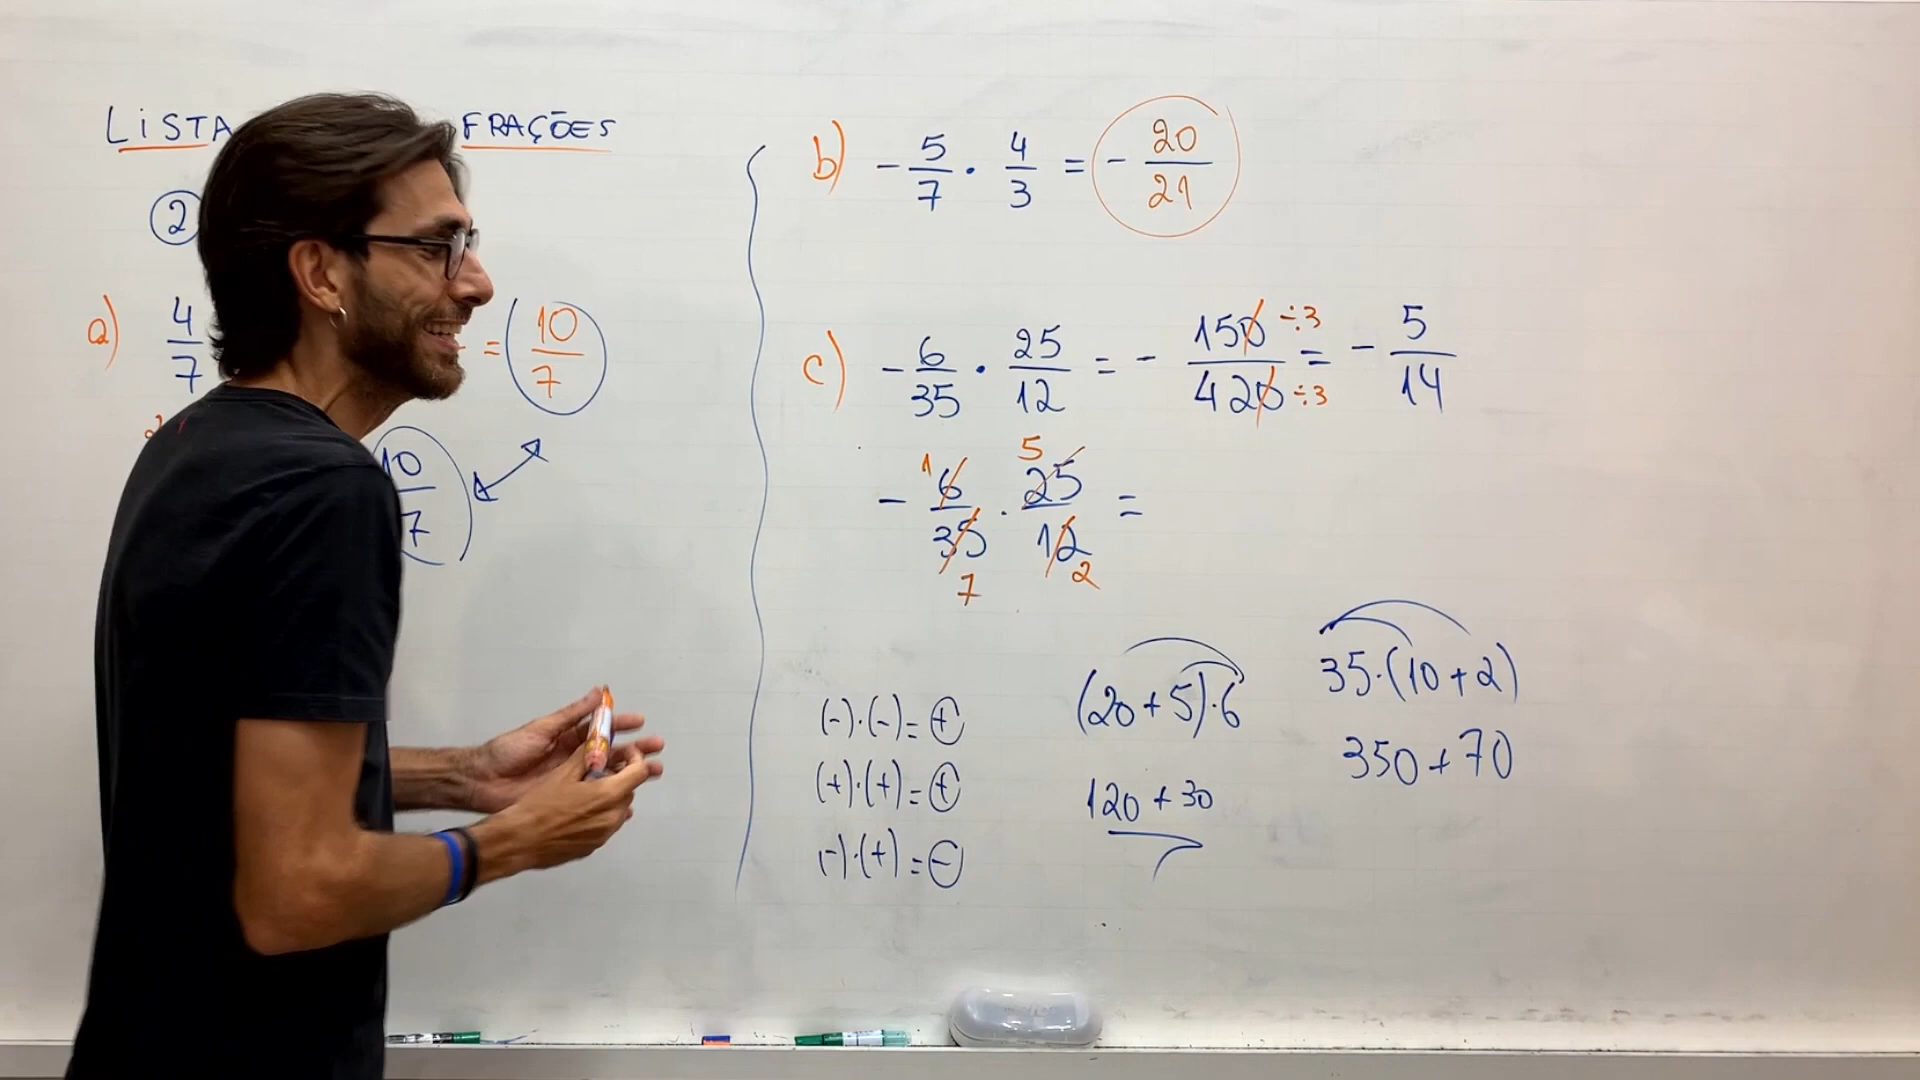 LISTA FRAÇÕES
2
a) 4/7 = 10/7
10/7
b) - 5/7 · 4/3 = - 20/21
c) - 6/35 · 25/12 = - 150/420 ÷3 ÷3 = - 5/14
- 6/35 · 25/12 =
1 5
7 2
(-)·(-)= +
(+)·(+)= +
(-)·(+)= -
(20+5)·6
120+30
35·(10+2)
350+70